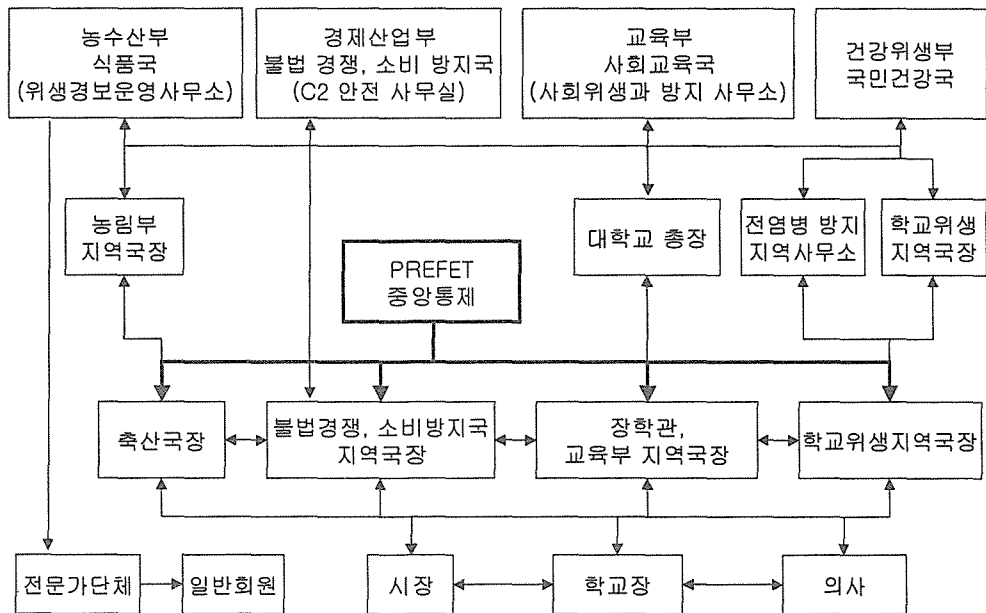 농수산부
식품국
(위생경보운영사무소)
경제산업부
불법 경쟁, 소비 방지국
(C2 안전 사무실)
교육부
사회교육국
(사회위생과 방지 사무소)
건강위생부
국민건강국
농림부
지역국장
대학교 총장
전염병 방지
지역사무소
학교위생
지역국장
PREFET
중앙통제
축산국장
불법경쟁, 소비방지국
지역국장
장학관,
교육부 지역국장
학교위생지역국장
전문가단체
일반회원
시장
학교장
의사